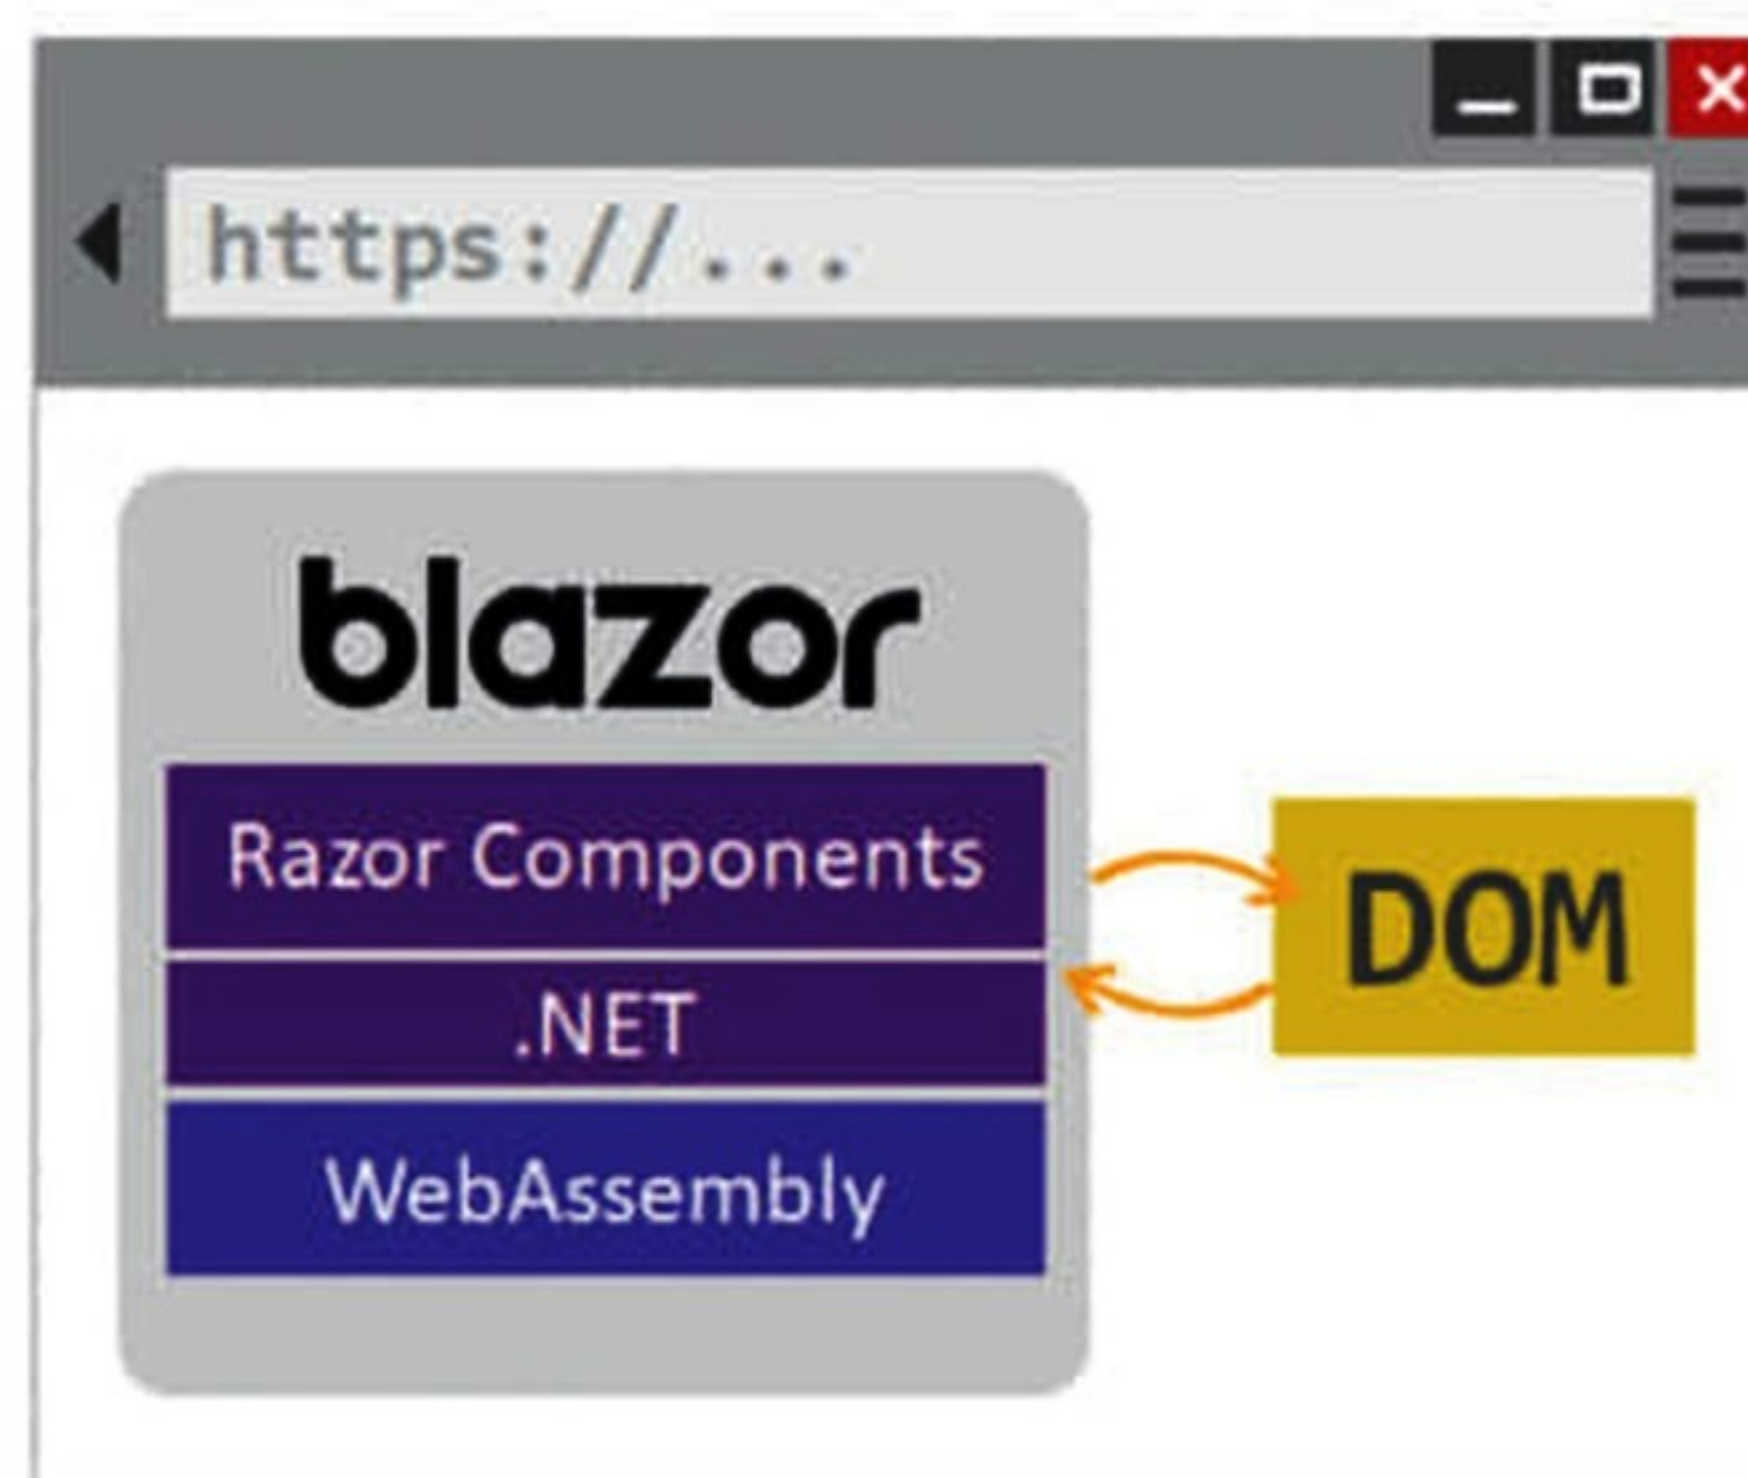 https://...
blazor
Razor Components
.NET
WebAssembly
DOM